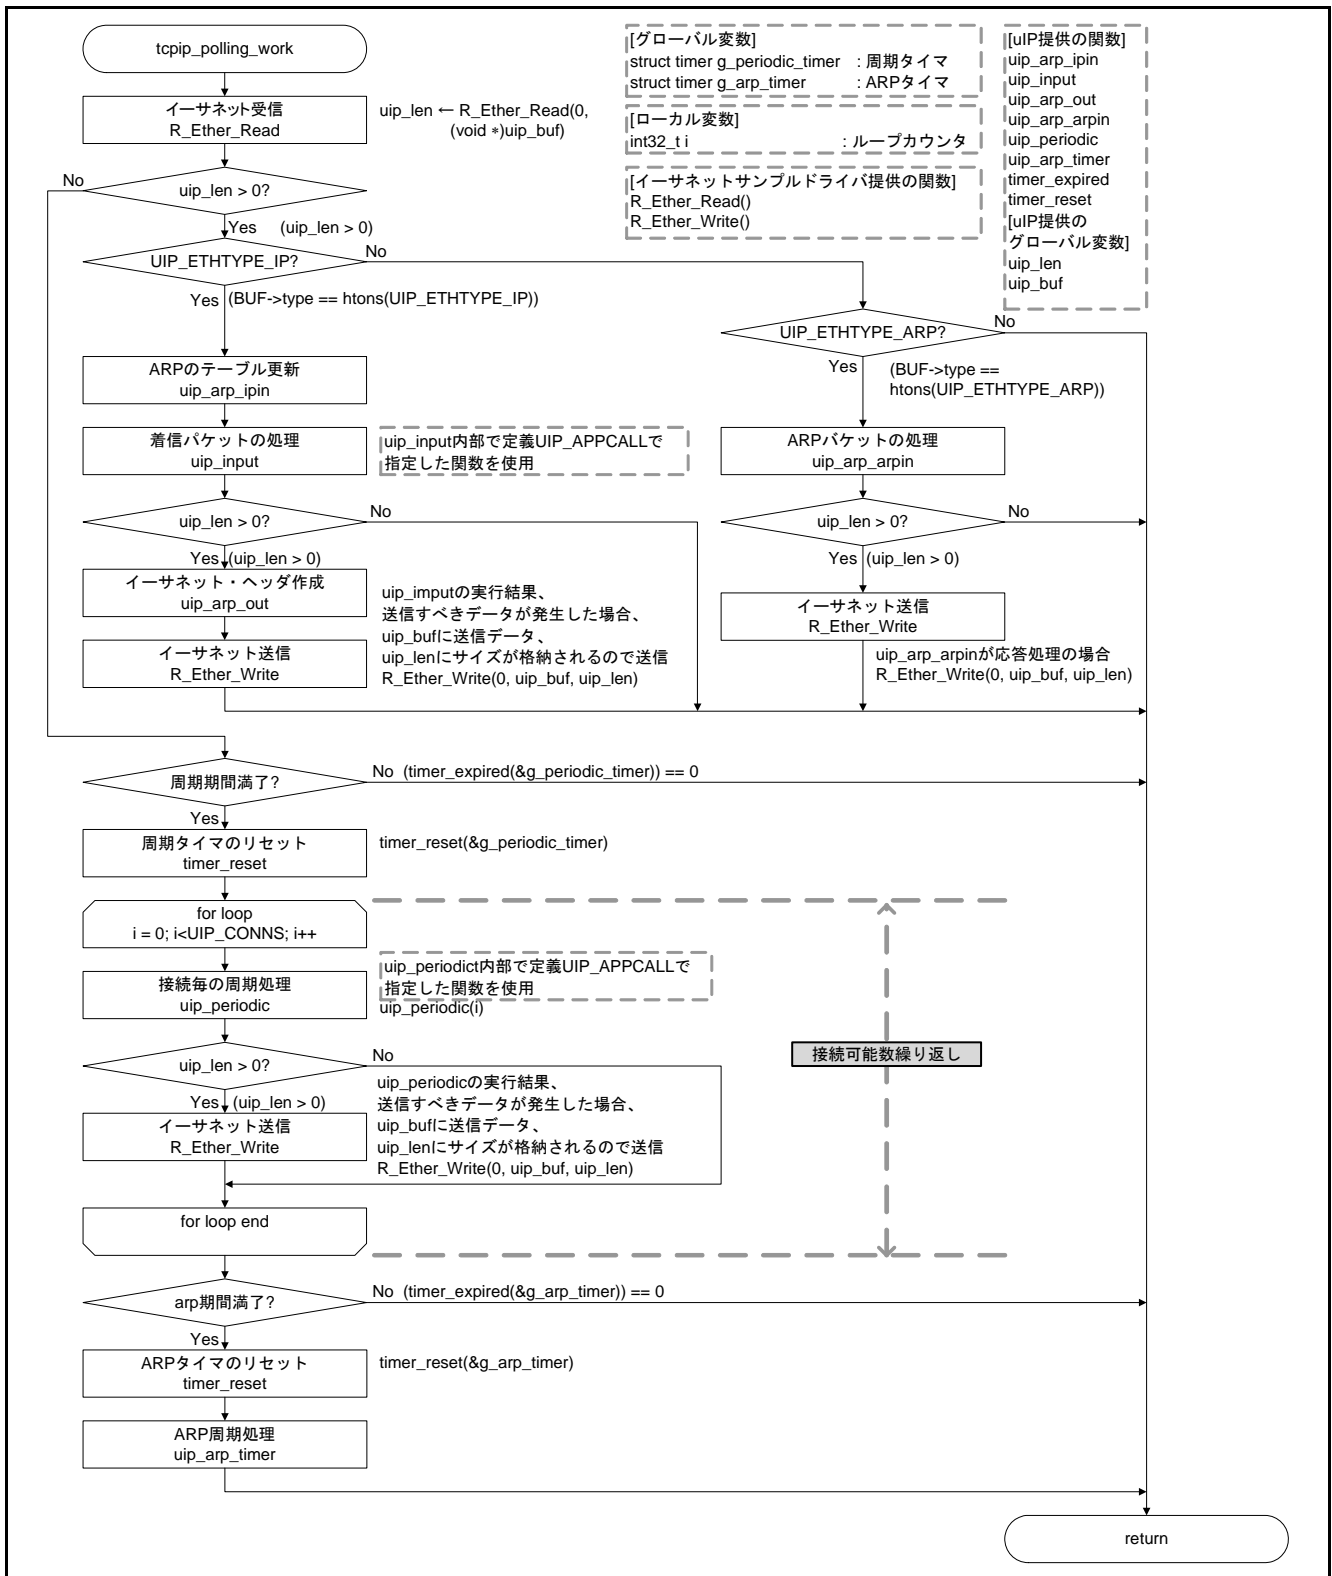 tcpip_polling_work
イーサネット受信
R_Ether_Read
uip_len ← R_Ether_Read(0,
(void *)uip_buf)
[グローバル変数]
struct timer g_periodic_timer : 周期タイマ
struct timer g_arp_timer : ARPタイマ
[ローカル変数]
int32_t i : ループカウンタ
[イーサネットサンプルドライバ提供の関数]
R_Ether_Read()
R_Ether_Write()
[uIP提供の関数]
uip_arp_ipin
uip_input
uip_arp_out
uip_arp_arpin
uip_periodic
uip_arp_timer
timer_expired
timer_reset
[uIP提供の
グローバル変数]
uip_len
uip_buf
No
uip_len > 0?
Yes (uip_len > 0)
UIP_ETHTYPE_IP?
No
Yes (BUF->type == htons(UIP_ETHTYPE_IP))
UIP_ETHTYPE_ARP?
No
Yes (BUF->type ==
htons(UIP_ETHTYPE_ARP))
ARPのテーブル更新
uip_arp_ipin
着信パケットの処理
uip_input
uip_input内部で定義UIP_APPCALLで
指定した関数を使用
ARPバケットの処理
uip_arp_arpin
uip_len > 0?
No
uip_len > 0?
No
Yes (uip_len > 0)
Yes (uip_len > 0)
イーサネット・ヘッダ作成
uip_arp_out
イーサネット送信
R_Ether_Write
uip_imputの実行結果、
送信すべきデータが発生した場合、
uip_bufに送信データ、
uip_lenにサイズが格納されるので送信
R_Ether_Write(0, uip_buf, uip_len)
イーサネット送信
R_Ether_Write
uip_arp_arpinが応答処理の場合
R_Ether_Write(0, uip_buf, uip_len)
周期期間満了?
No (timer_expired(&g_periodic_timer)) == 0
Yes
周期タイマのリセット
timer_reset
timer_reset(&g_periodic_timer)
for loop
i = 0; i<UIP_CONNS; i++
接続毎の周期処理
uip_periodic
uip_periodict内部で定義UIP_APPCALLで
指定した関数を使用
uip_periodic(i)
uip_len > 0?
No
接続可能数繰り返し
Yes (uip_len > 0)
イーサネット送信
R_Ether_Write
uip_periodicの実行結果、
送信すべきデータが発生した場合、
uip_bufに送信データ、
uip_lenにサイズが格納されるので送信
R_Ether_Write(0, uip_buf, uip_len)
for loop end
arp期間満了?
No (timer_expired(&g_arp_timer)) == 0
Yes
ARPタイマのリセット
timer_reset
timer_reset(&g_arp_timer)
ARP周期処理
uip_arp_timer
return